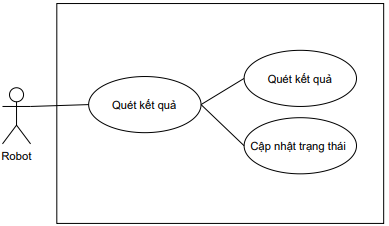 Quét kết quả
Quét kết quả
Cập nhật trạng thái
Robot